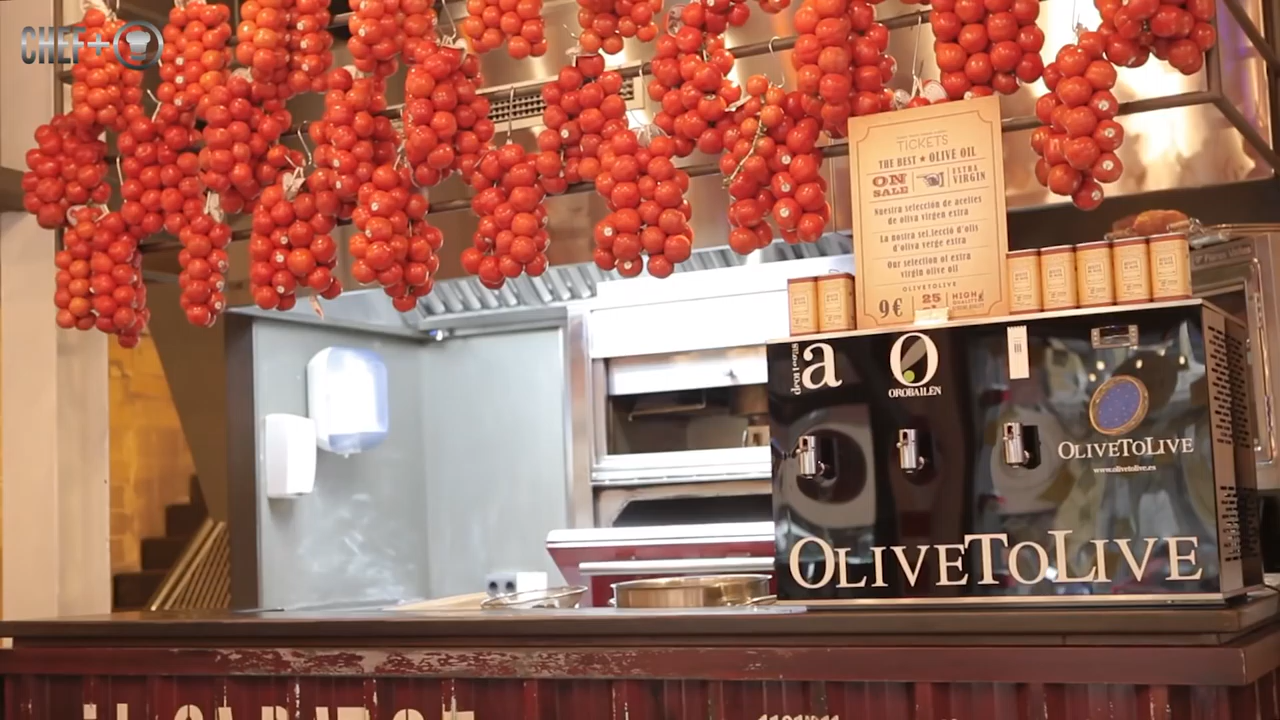 CHEF+
TICKETS
THE BEST ★ OLIVE OIL
ON SALE
EXTRA VIRGIN
Nuestra selección de aceites
de oliva virgen extra
La nostra sel.lecció d'olis
d'oliva verge extra
Our selection of extra
virgin olive oil
OLIVETOLIVE
9€
25
HIGH
a
O
OROBAILÉN
OLIVETOLIVE
www.olivetolive.es
OLIVETOLIVE